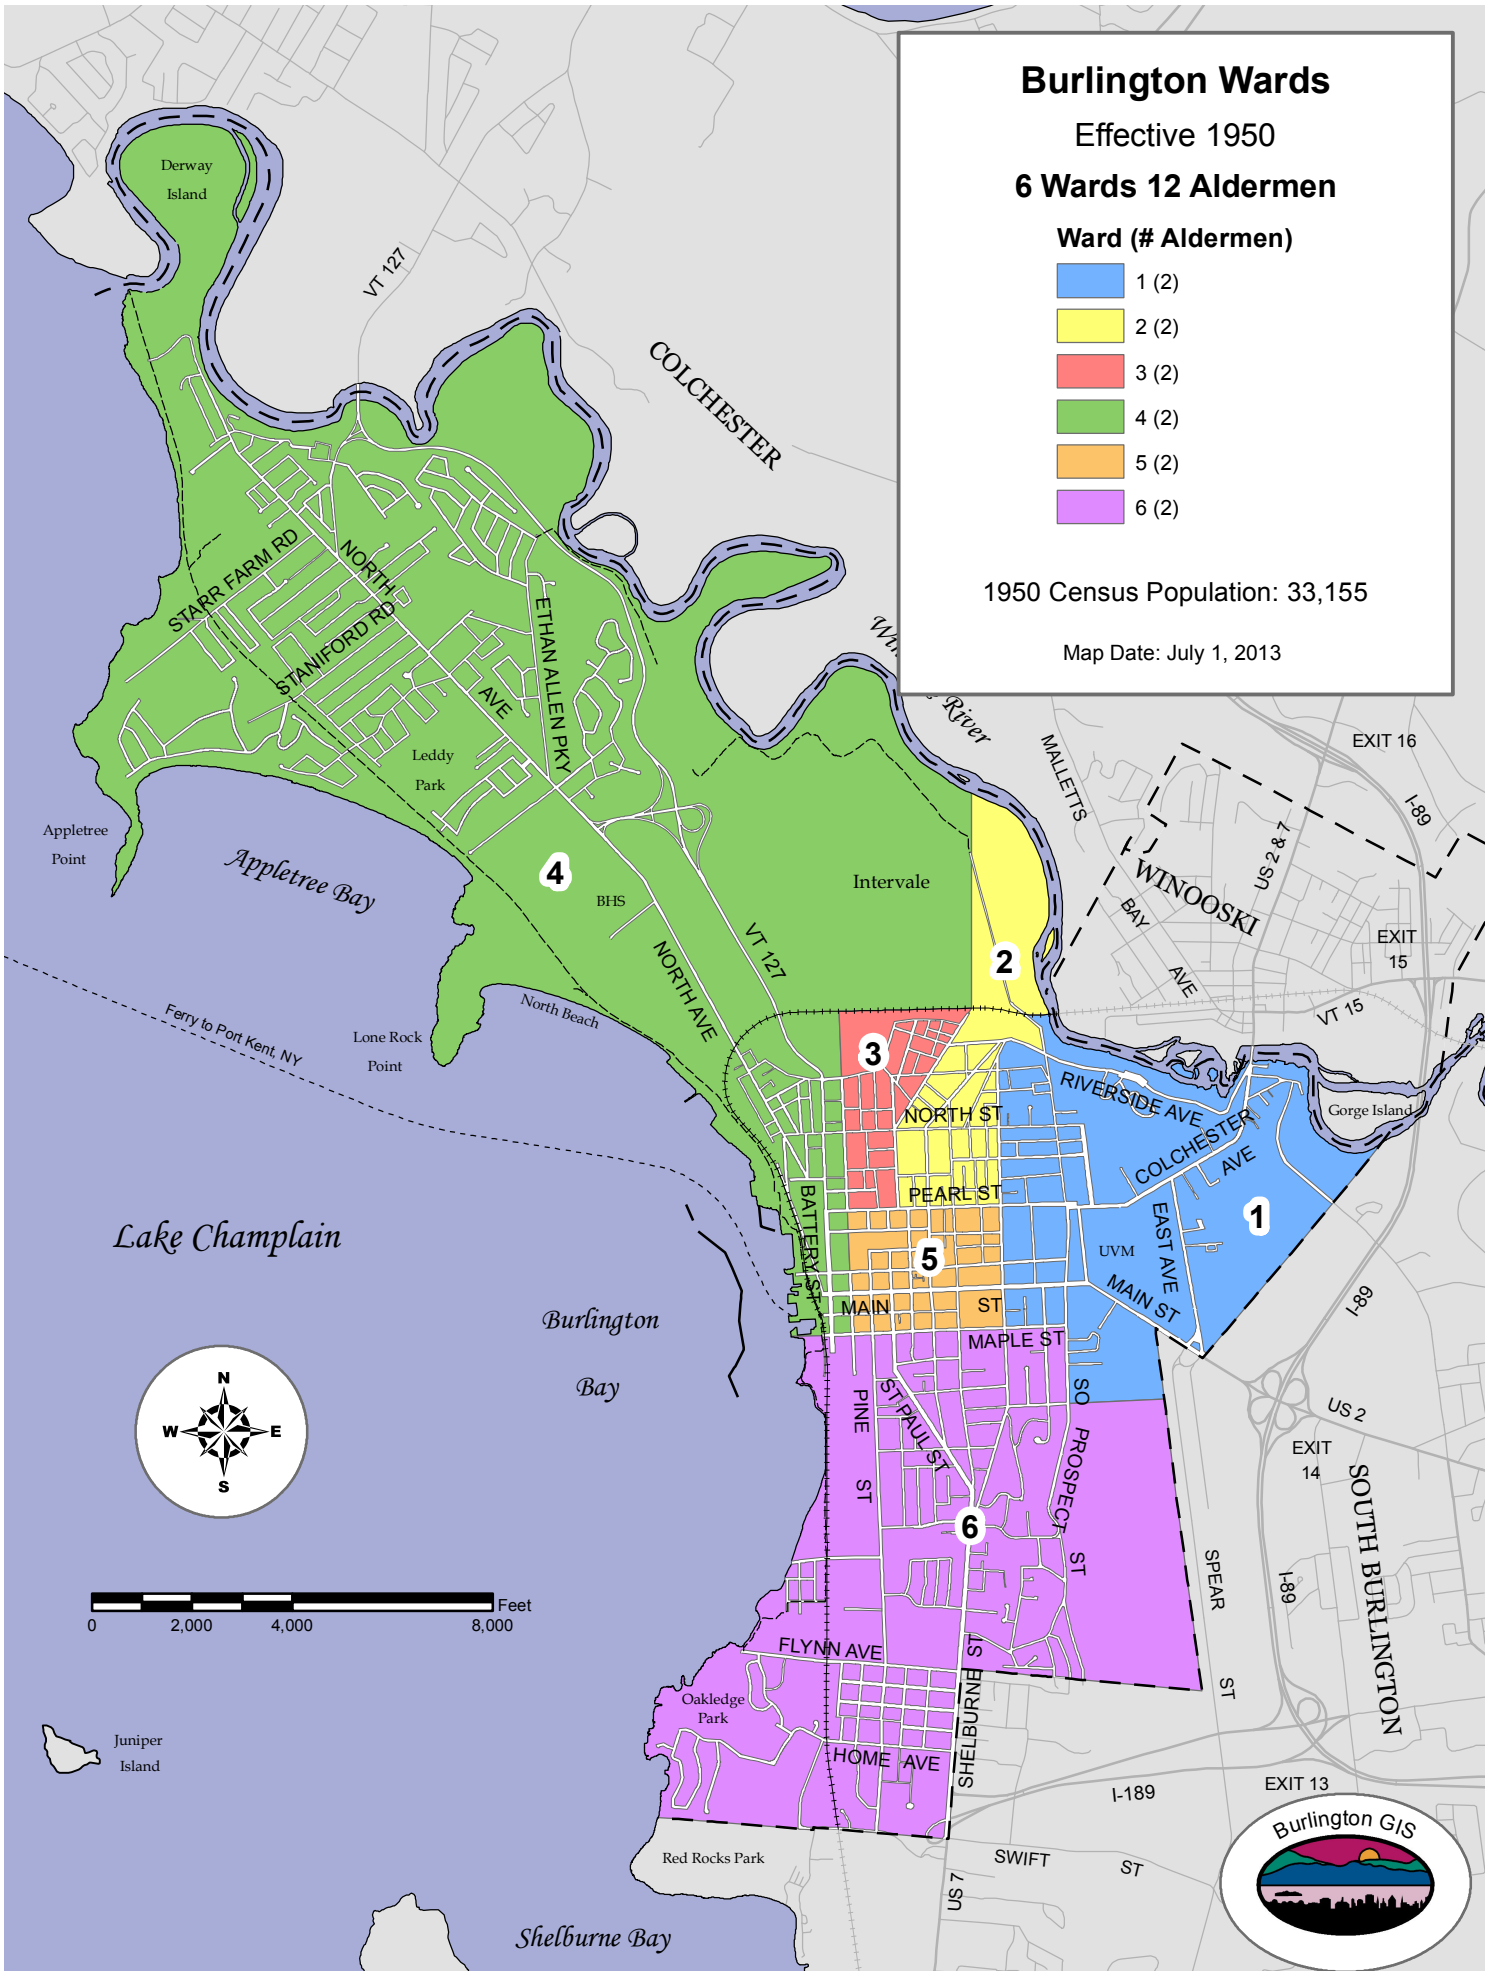 Burlington Wards
Effective 1950
6 Wards 12 Aldermen
Ward (# Aldermen)
1 (2)
2 (2)
3 (2)
4 (2)
5 (2)
6 (2)
1950 Census Population: 33,155
Map Date: July 1, 2013
Derway
Island
VT 127
COLCHESTER
STARR FARM RD
NORTH
STANIFORD RD
ETHAN ALLEN PKY
AVE
River
Leddy
Park
MALLETTS
EXIT 16
I-89
US 2 & 7
Appletree
Point
Appletree Bay
4
BHS
Intervale
WINOOSKI
BAY
AVE
EXIT
15
VT 15
2
NORTH AVE
VT 127
North Beach
Ferry to Port Kent, NY
Lone Rock
Point
3
RIVERSIDE AVE
NORTH ST
COLCHESTER
AVE
Gorge Island
PEARL ST
BATTERY ST
EAST AVE
1
UVM
5
Lake Champlain
MAIN ST
MAIN
ST
I-89
Burlington
Bay
MAPLE ST
SO
PROSPECT
ST
PINE
ST
ST PAUL ST
US 2
EXIT
14
SOUTH BURLINGTON
N
W
E
S
6
SPEAR
ST
I-89
Feet
0
2,000
4,000
8,000
FLYNN AVE
SHELBURNE ST
Oakledge
Park
HOME AVE
Juniper
Island
I-189
EXIT 13
Burlington GIS
Red Rocks Park
SWIFT
ST
US 7
Shelburne Bay